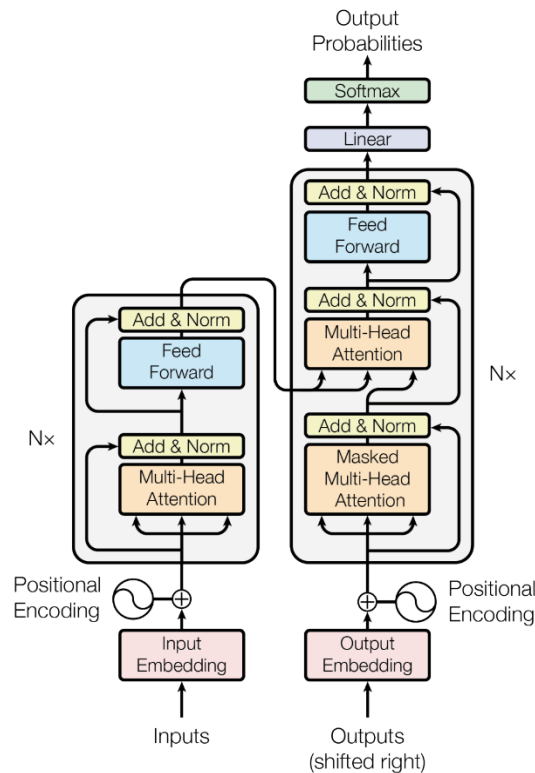 Output
Probabilities
Softmax
Linear
Add & Norm
Feed
Forward
Add & Norm
Multi-Head
Attention
Add & Norm
Masked
Multi-Head
Attention
N×
Add & Norm
Feed
Forward
Add & Norm
Multi-Head
Attention
N×
Positional
Encoding
Positional
Encoding
Input
Embedding
Output
Embedding
Inputs
Outputs
(shifted right)